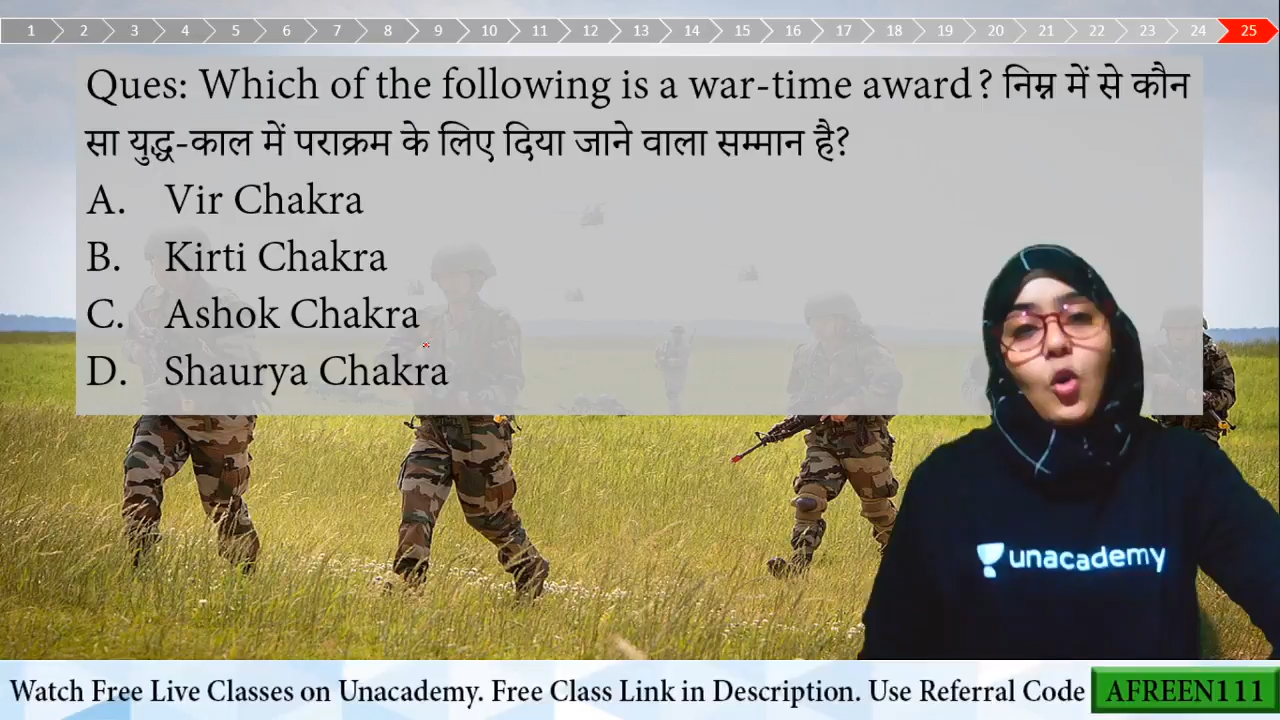 1 2 3 4 5 6 7 8 9 10 11 12 13 14 15 16 17 18 19 20 21 22 23 24 25
Ques: Which of the following is a war-time award? निम्न में से कौन
सा युद्ध-काल में पराक्रम के लिए दिया जाने वाला सम्मान है?
A. Vir Chakra
B. Kirti Chakra
C. Ashok Chakra
D. Shaurya Chakra
unacademy
Watch Free Live Classes on Unacademy. Free Class Link in Description. Use Referral Code AFREEN111